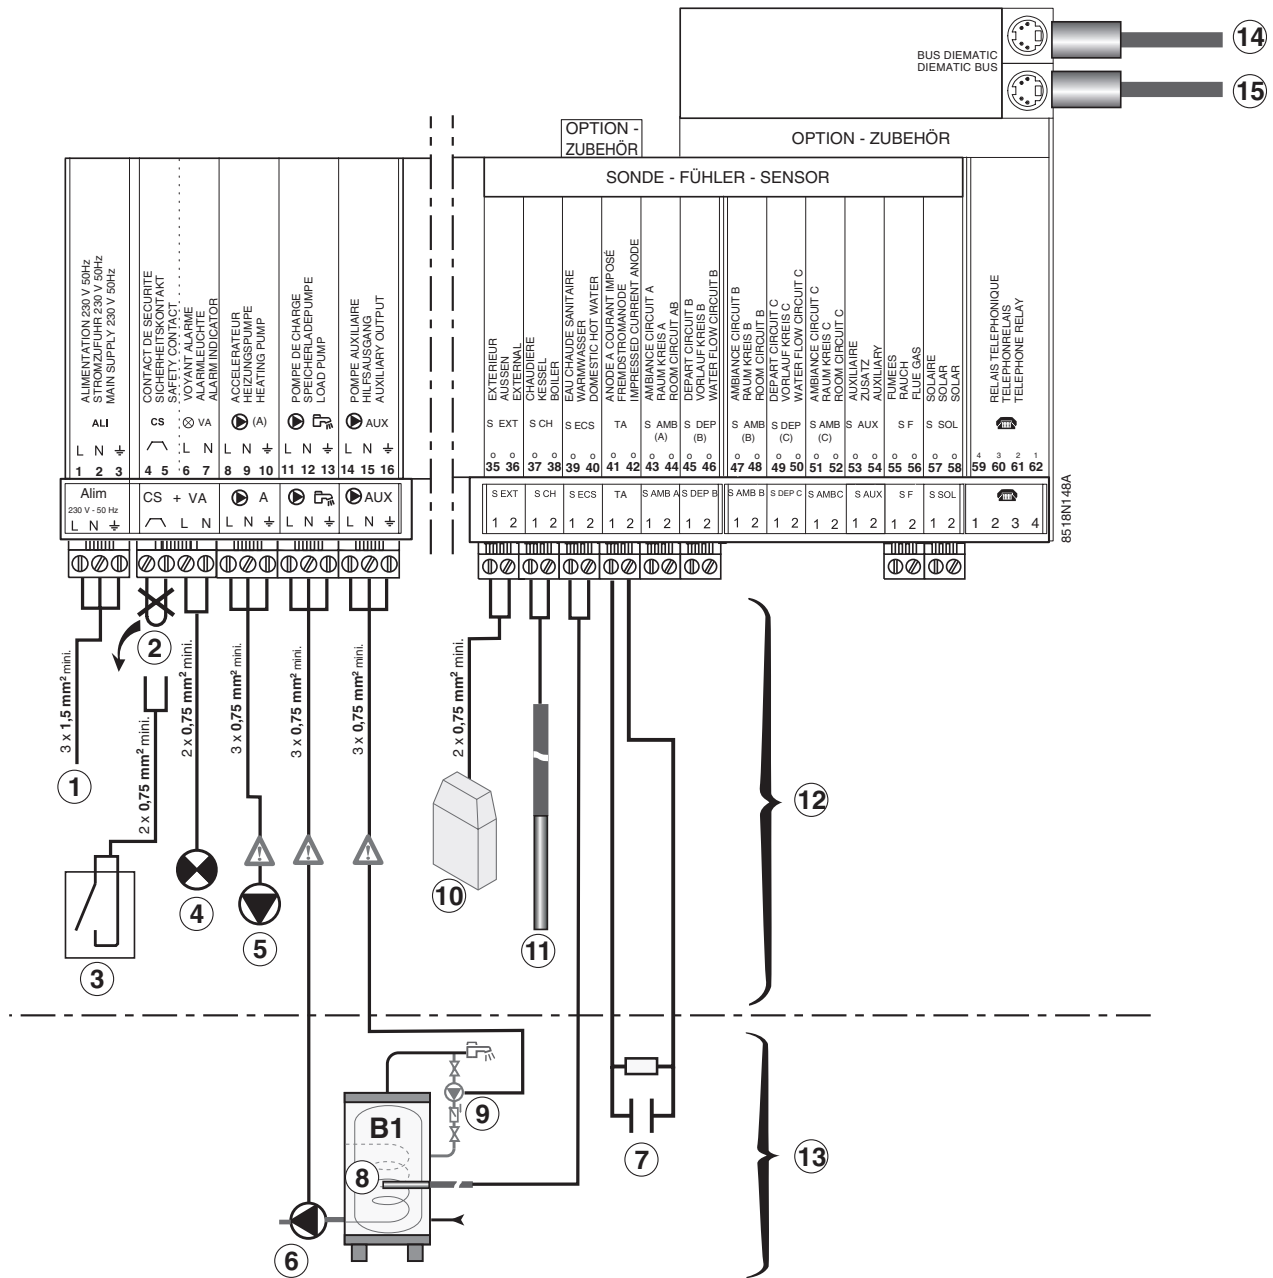 BUS DIEMATIC
DIEMATIC BUS
14
15
OPTION -
ZUBEHÖR
OPTION - ZUBEHÖR
SONDE - FÜHLER - SENSOR
ALIMENTATION 230 V 50Hz
STROMZUFUHR 230 V 50Hz
MAIN SUPPLY 230 V 50Hz
CONTACT DE SECURITE
SICHERHEITSKONTAKT
SAFETY CONTACT
VOYANT ALARME
ALARMLEUCHTE
ALARM INDICATOR
ACCELERATEUR
HEIZUNGSPUMPE
HEATING PUMP
POMPE DE CHARGE
SPEICHERLADEPUMPE
LOAD PUMP
POMPE AUXILIAIRE
HILFSAUSGANG
AUXILIARY OUTPUT
EXTERIEUR
AUSSEN
EXTERNAL
CHAUDIERE
KESSEL
BOILER
EAU CHAUDE SANITAIRE
WARMWASSER
DOMESTIC HOT WATER
ANODE A COURANT IMPOSÉ
FREMDSTROMANODE
IMPRESSED CURRENT ANODE
AMBIANCE CIRCUIT A
RAUM KREIS A
ROOM CIRCUIT AB
DEPART CIRCUIT B
VORLAUF KREIS B
WATER FLOW CIRCUIT B
AMBIANCE CIRCUIT B
RAUM KREIS B
ROOM CIRCUIT B
DEPART CIRCUIT C
VORLAUF KREIS C
WATER FLOW CIRCUIT C
AMBIANCE CIRCUIT C
RAUM KREIS C
ROOM CIRCUIT C
AUXILIAIRE
ZUSATZ
AUXILIARY
FUMEES
RAUCH
FLUE GAS
SOLAIRE
SOLAR
SOLAR
RELAIS TELEPHONIQUE
TELEPHONRELAIS
TELEPHONE RELAY
ALI CS VA (A) AUX
S EXT S CH S ECS TA S AMB (A) S DEP (B) S AMB (B) S DEP (C) S AMB (C) S AUX S F S SOL
L N L N L N L N L N
4 3 2 1
1 2 3 4 5 6 7 8 9 10 11 12 13 14 15 16
35 36 37 38 39 40 41 42 43 44 45 46 47 48 49 50 51 52 53 54 55 56 57 58 59 60 61 62
Alim CS + VA A AUX
230 V - 50 Hz
L N L N L N L N L N
S EXT S CH S ECS TA S AMB A S DEP B S AMB B S DEP C S AMBC S AUX S F S SOL
1 2 1 2 1 2 1 2 1 2 1 2 1 2 1 2 1 2 1 2 1 2 1 2 1 2 3 4
8518N148A
3 x 1,5 mm² mini.
2 x 0,75 mm² mini.
2 x 0,75 mm² mini.
3 x 0,75 mm² mini.
3 x 0,75 mm² mini.
3 x 0,75 mm² mini.
2 x 0,75 mm² mini.
2
1
12
4
10
5
11
3
9
B1
7
13
8
6